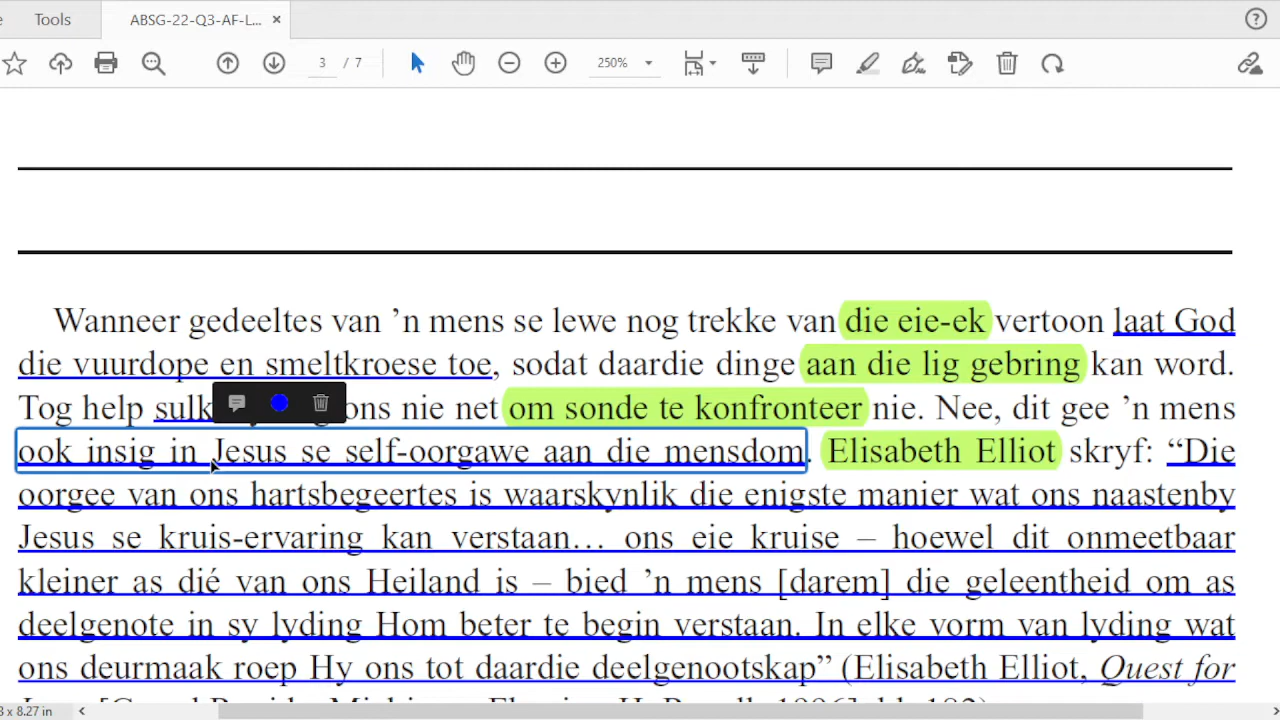 Tools
ABSG-22-Q3-AF-L... ×
3 / 7
250%
Wanneer gedeeltes van ’n mens se lewe nog trekke van die eie-ek vertoon laat God
die vuurdope en smeltkroese toe, sodat daardie dinge aan die lig gebring kan word.
Tog help ons nie net om sonde te konfronteer nie. Nee, dit gee ’n mens
ook insig in Jesus se self-oorgawe aan die mensdom. Elisabeth Elliot skryf: “Die
oorgee van ons hartsbegeertes is waarskynlik die enigste manier wat ons naastenby
Jesus se kruis-ervaring kan verstaan… ons eie kruise – hoewel dit onmeetbaar
kleiner as dié van ons Heiland is – bied ’n mens [darem] die geleentheid om as
deelgenote in sy lyding Hom beter te begin verstaan. In elke vorm van lyding wat
ons deurmaak roep Hy ons tot daardie deelgenootskap” (Elisabeth Elliot, Quest for
x 8.27 in